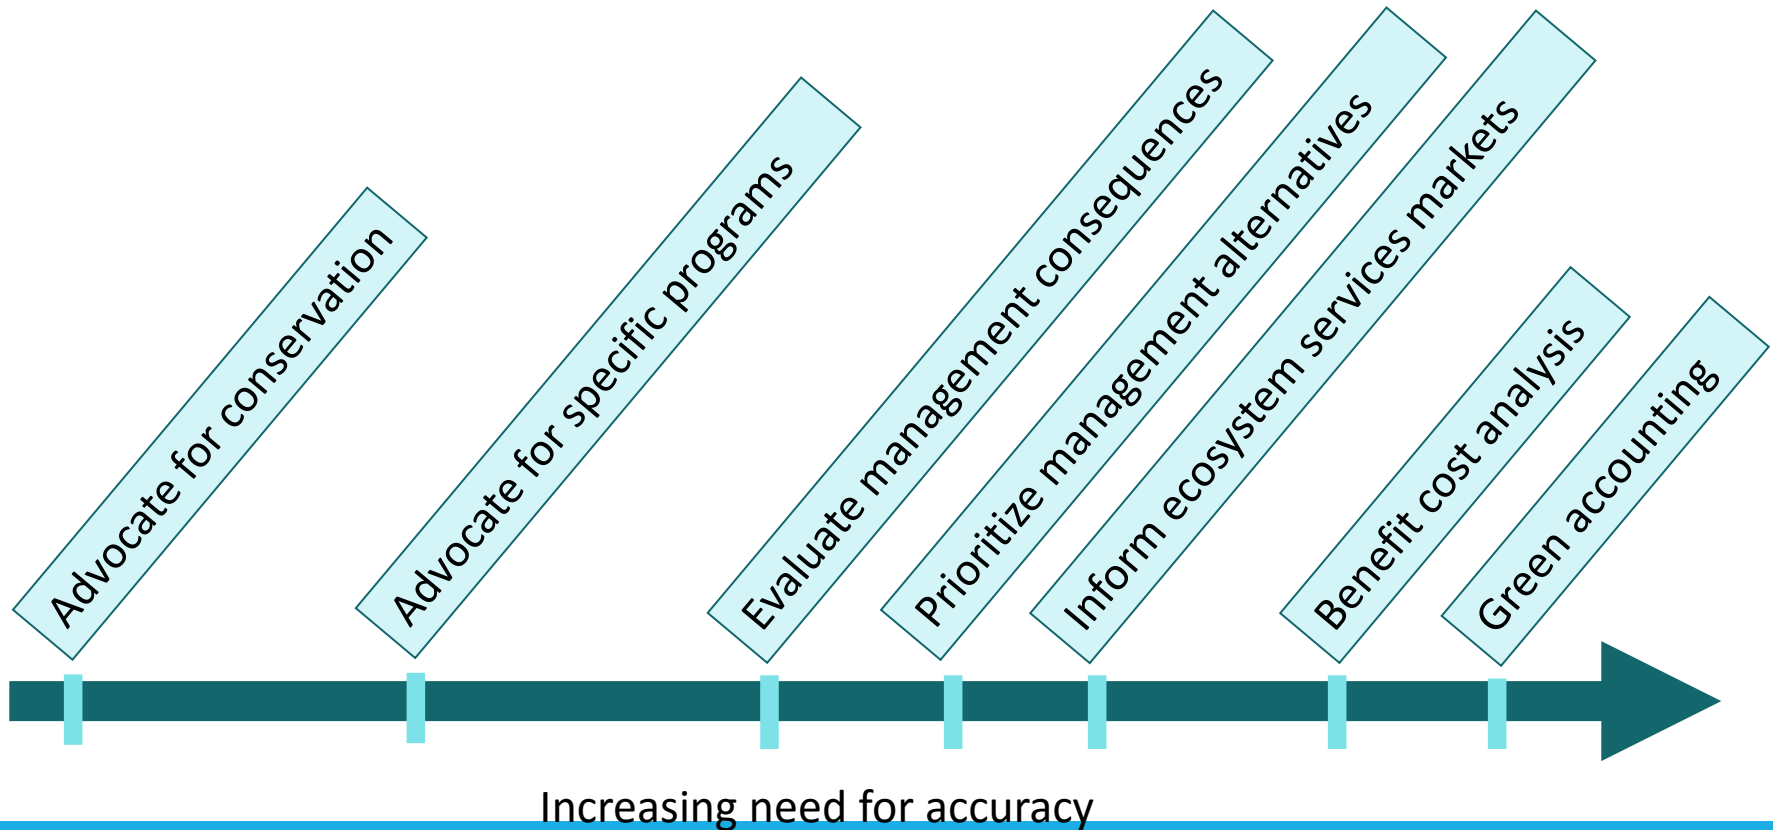 Advocate for conservation
Advocate for specific programs
Evaluate management consequences
Prioritize management alternatives
Inform ecosystem services markets
Benefit cost analysis
Green accounting
Increasing need for accuracy